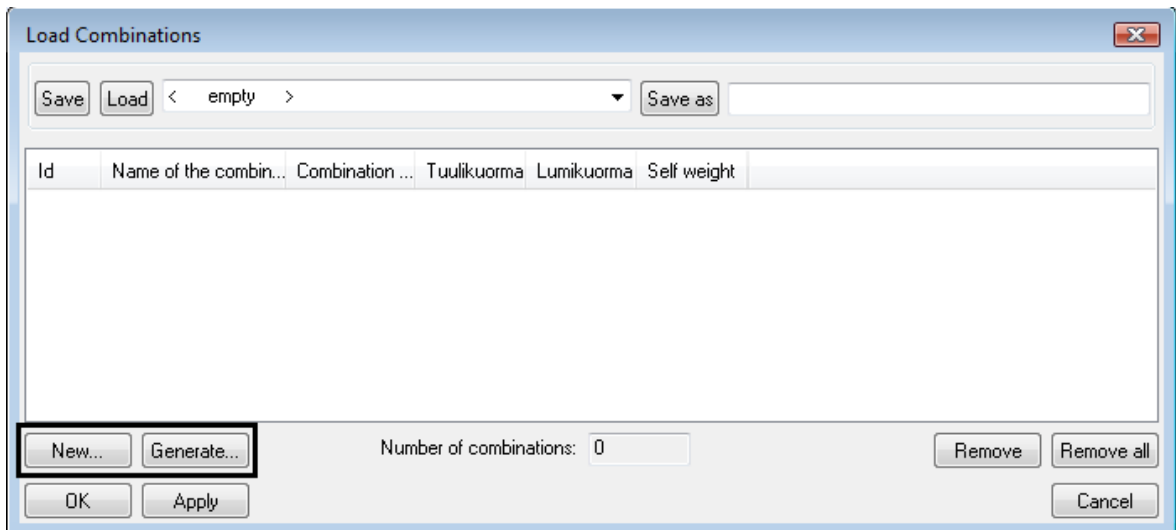 Load Combinations
Save Load < empty > Save as
Id Name of the combin... Combination ... Tuulikuorma Lumikuorma Self weight
New... Generate... Number of combinations: 0 Remove Remove all
OK Apply Cancel